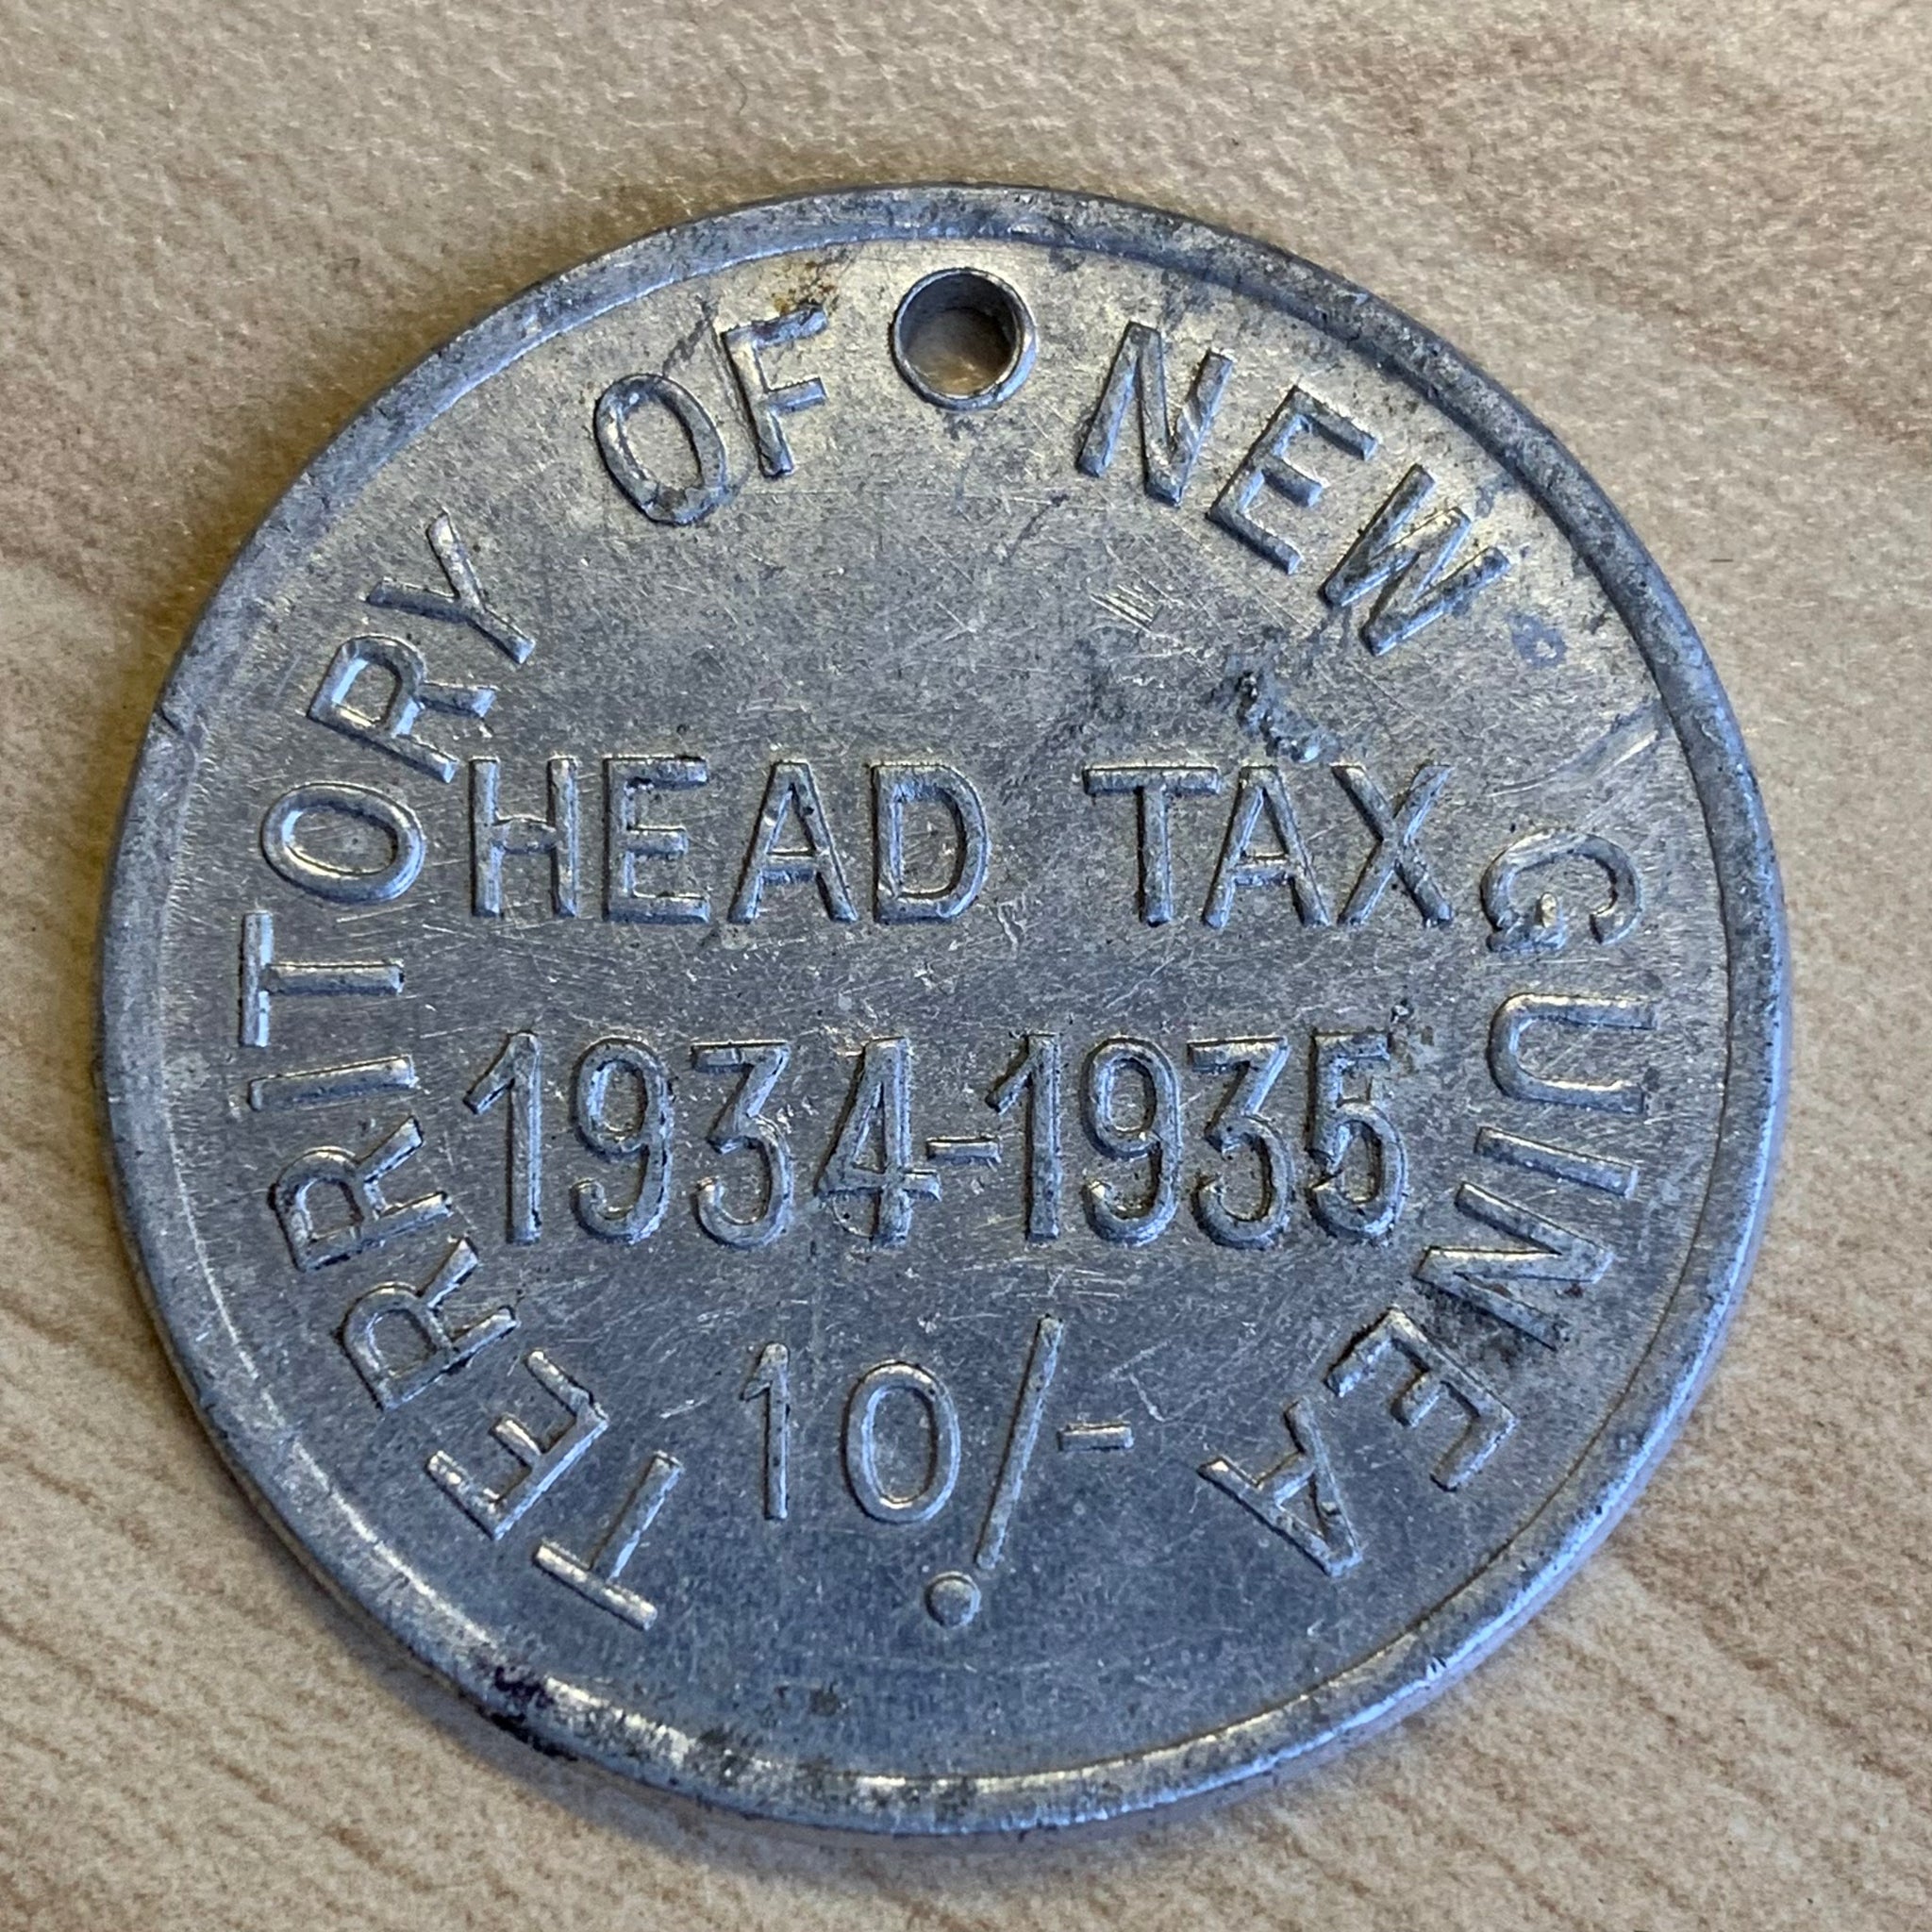 TERRITORY OF NEW GUINEA
HEAD TAX
1934-1935
10/-